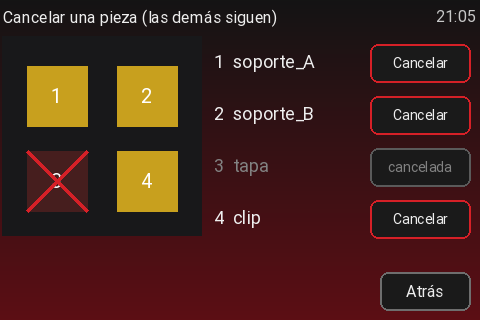 Cancelar una pieza (las demás siguen) 21:05
1 2
3 4
1 soporte_A Cancelar
2 soporte_B Cancelar
3 tapa cancelada
4 clip Cancelar
Atrás